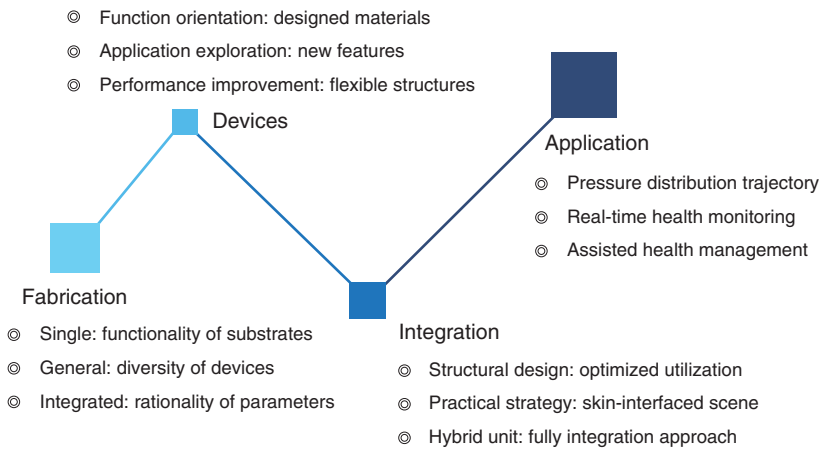 ◎ Function orientation: designed materials
◎ Application exploration: new features
◎ Performance improvement: flexible structures
Devices
Fabrication
◎ Single: functionality of substrates
◎ General: diversity of devices
◎ Integrated: rationality of parameters
Integration
◎ Structural design: optimized utilization
◎ Practical strategy: skin-interfaced scene
◎ Hybrid unit: fully integration approach
Application
◎ Pressure distribution trajectory
◎ Real-time health monitoring
◎ Assisted health management